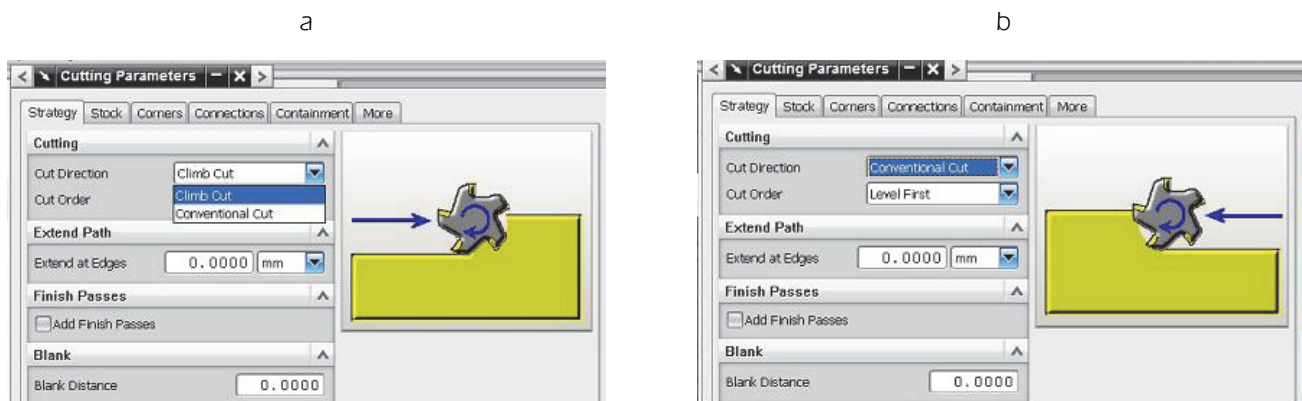 a
b
< Cutting Parameters - X >
Strategy Stock Corners Connections Containment More
Cutting
Cut Direction Climb Cut
Climb Cut
Cut Order
Conventional Cut
Extend Path
Extend at Edges 0.0000 mm
Finish Passes
Add Finish Passes
Blank
Blank Distance 0.0000
< Cutting Parameters - X >
Strategy Stock Corners Connections Containment More
Cutting
Cut Direction Conventional Cut
Cut Order Level First
Extend Path
Extend at Edges 0.0000 mm
Finish Passes
Add Finish Passes
Blank
Blank Distance 0.0000